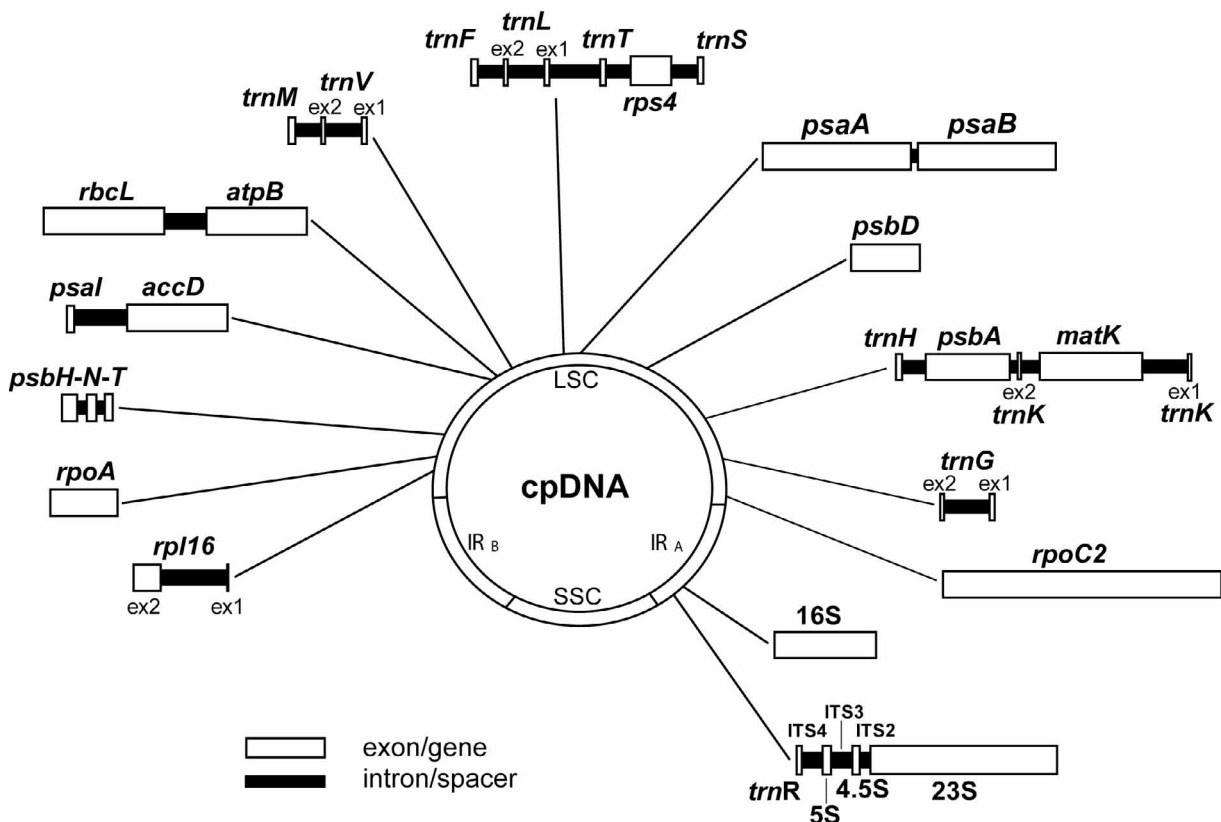 trnF trnL trnT trnS
ex2 ex1
rps4
trnM trnV
ex2 ex1
psaA psaB
rbcL atpB
psbD
psaI accD
trnH psbA matK
ex2 ex1
trnK trnK
psbH-N-T
LSC
cpDNA
IR B IR A
SSC
trnG
ex2 ex1
rpoA
rpl16
ex2 ex1
rpoC2
16S
ITS4 ITS3 ITS2
trnR 5S 4.5S 23S
exon/gene
intron/spacer